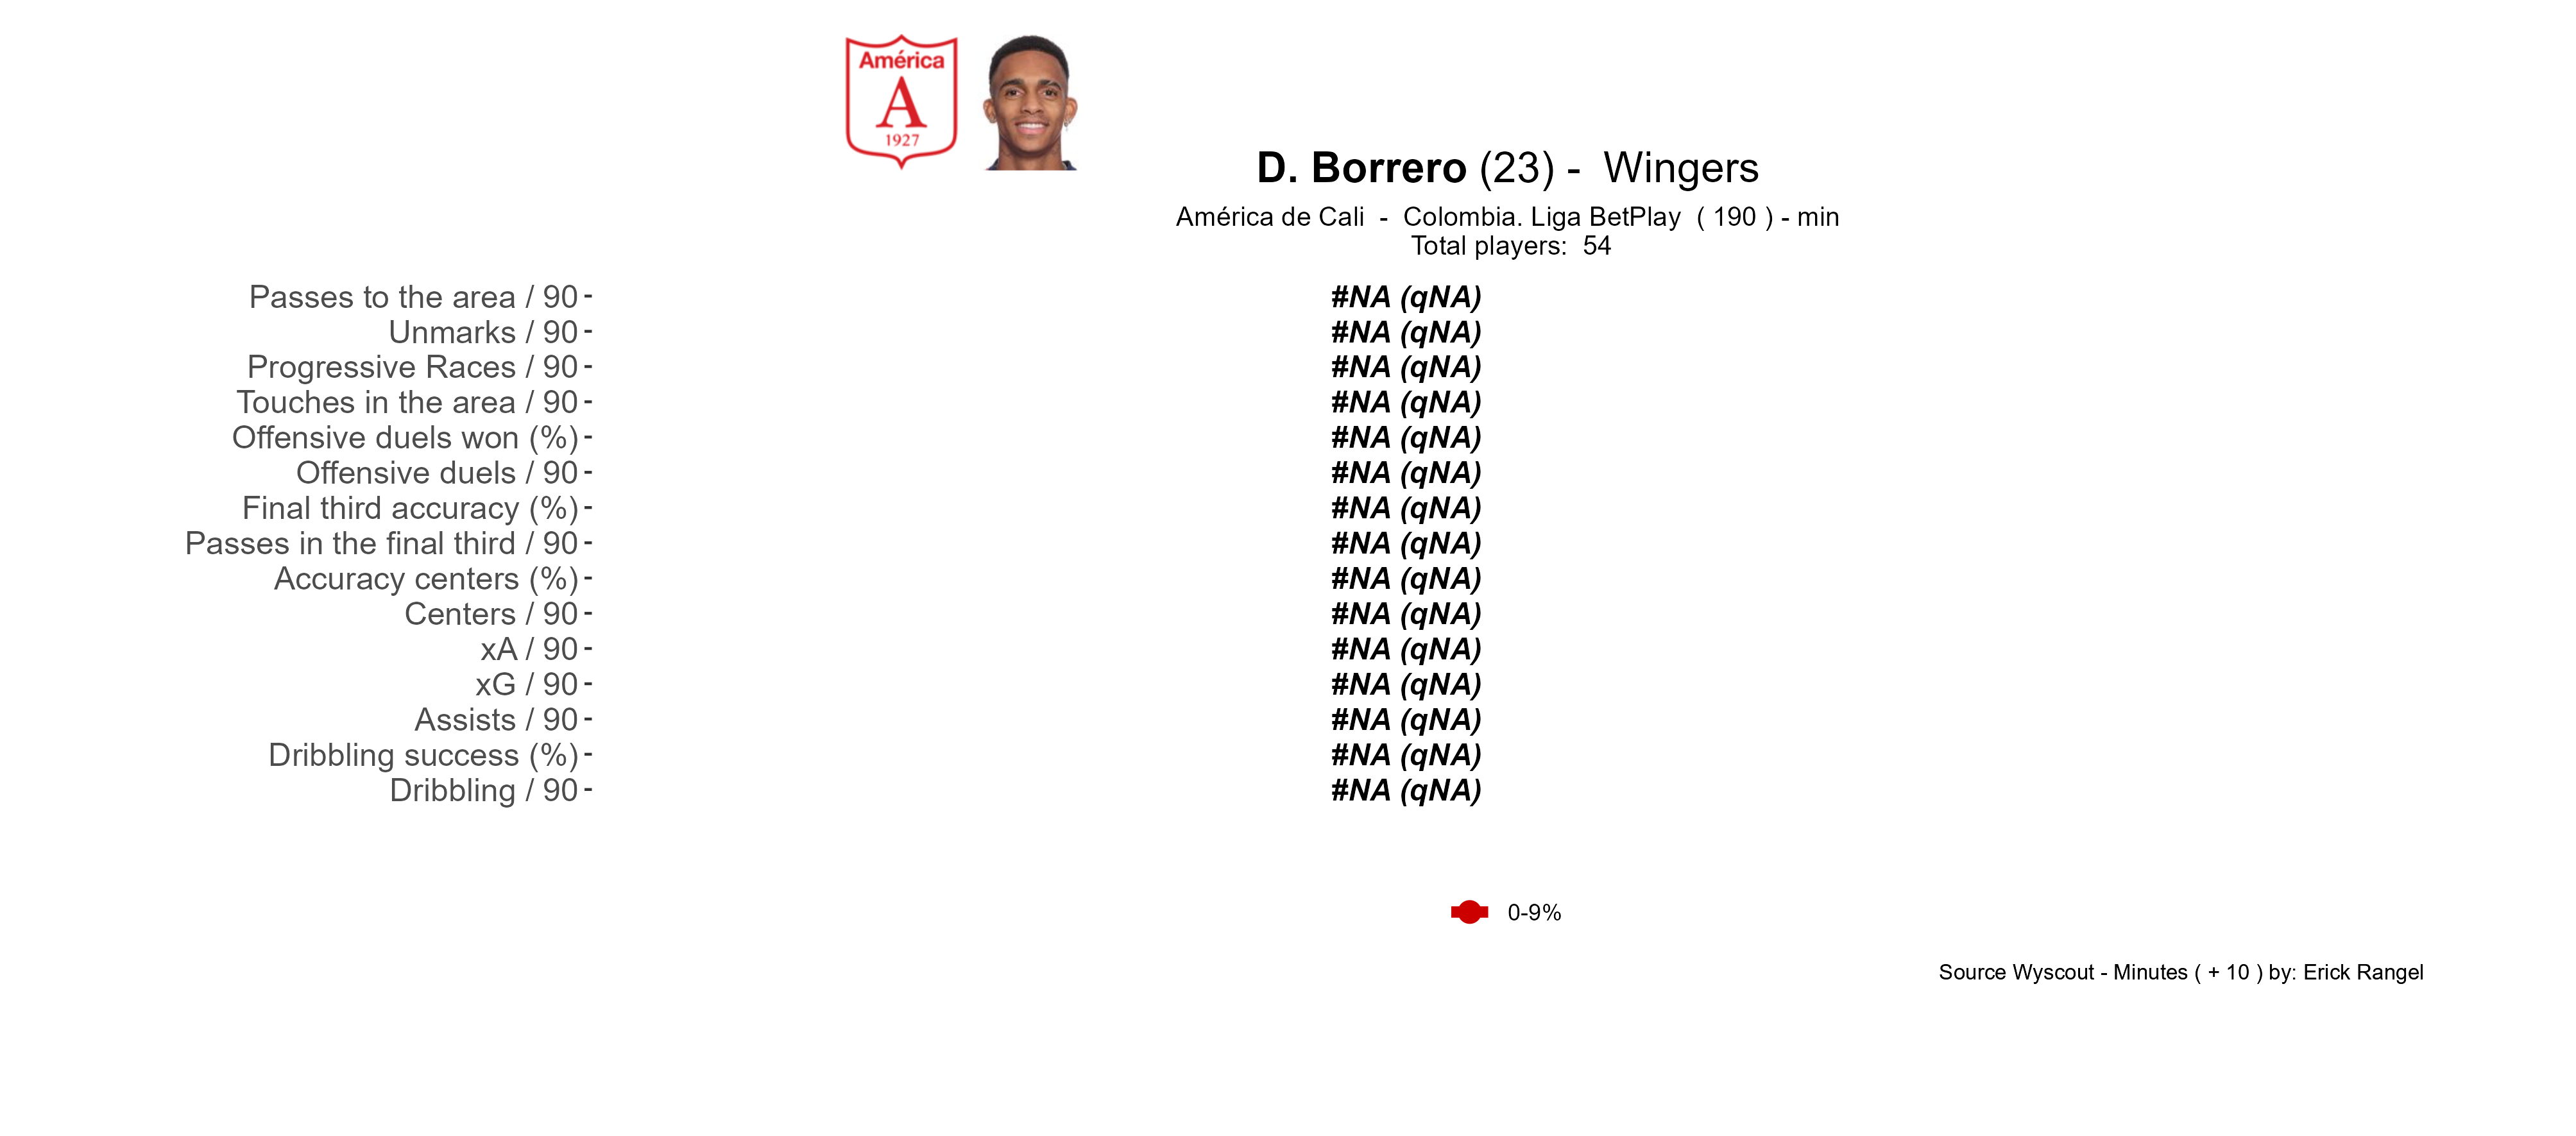 América
A
1927
D. Borrero (23) -  Wingers
América de Cali  -  Colombia. Liga BetPlay  ( 190 ) - min
Total players:  54
Passes to the area / 90 #NA (qNA)
Unmarks / 90 #NA (qNA)
Progressive Races / 90 #NA (qNA)
Touches in the area / 90 #NA (qNA)
Offensive duels won (%) #NA (qNA)
Offensive duels / 90 #NA (qNA)
Final third accuracy (%) #NA (qNA)
Passes in the final third / 90 #NA (qNA)
Accuracy centers (%) #NA (qNA)
Centers / 90 #NA (qNA)
xA / 90 #NA (qNA)
xG / 90 #NA (qNA)
Assists / 90 #NA (qNA)
Dribbling success (%) #NA (qNA)
Dribbling / 90 #NA (qNA)
0-9%
Source Wyscout - Minutes ( + 10 ) by: Erick Rangel